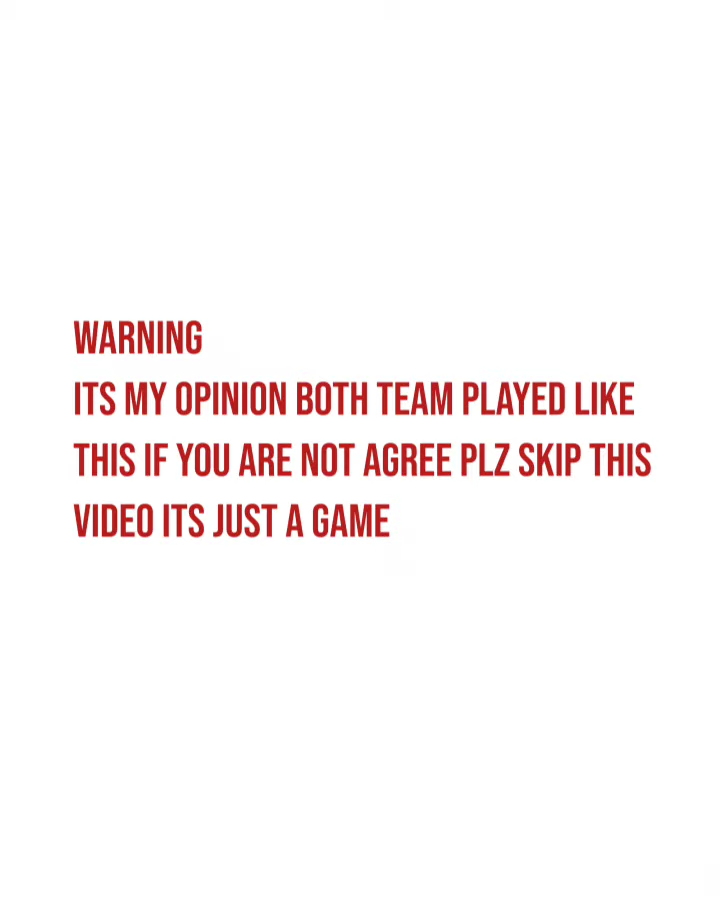 WARNING
ITS MY OPINION BOTH TEAM PLAYED LIKE
THIS IF YOU ARE NOT AGREE PLZ SKIP THIS
VIDEO ITS JUST A GAME